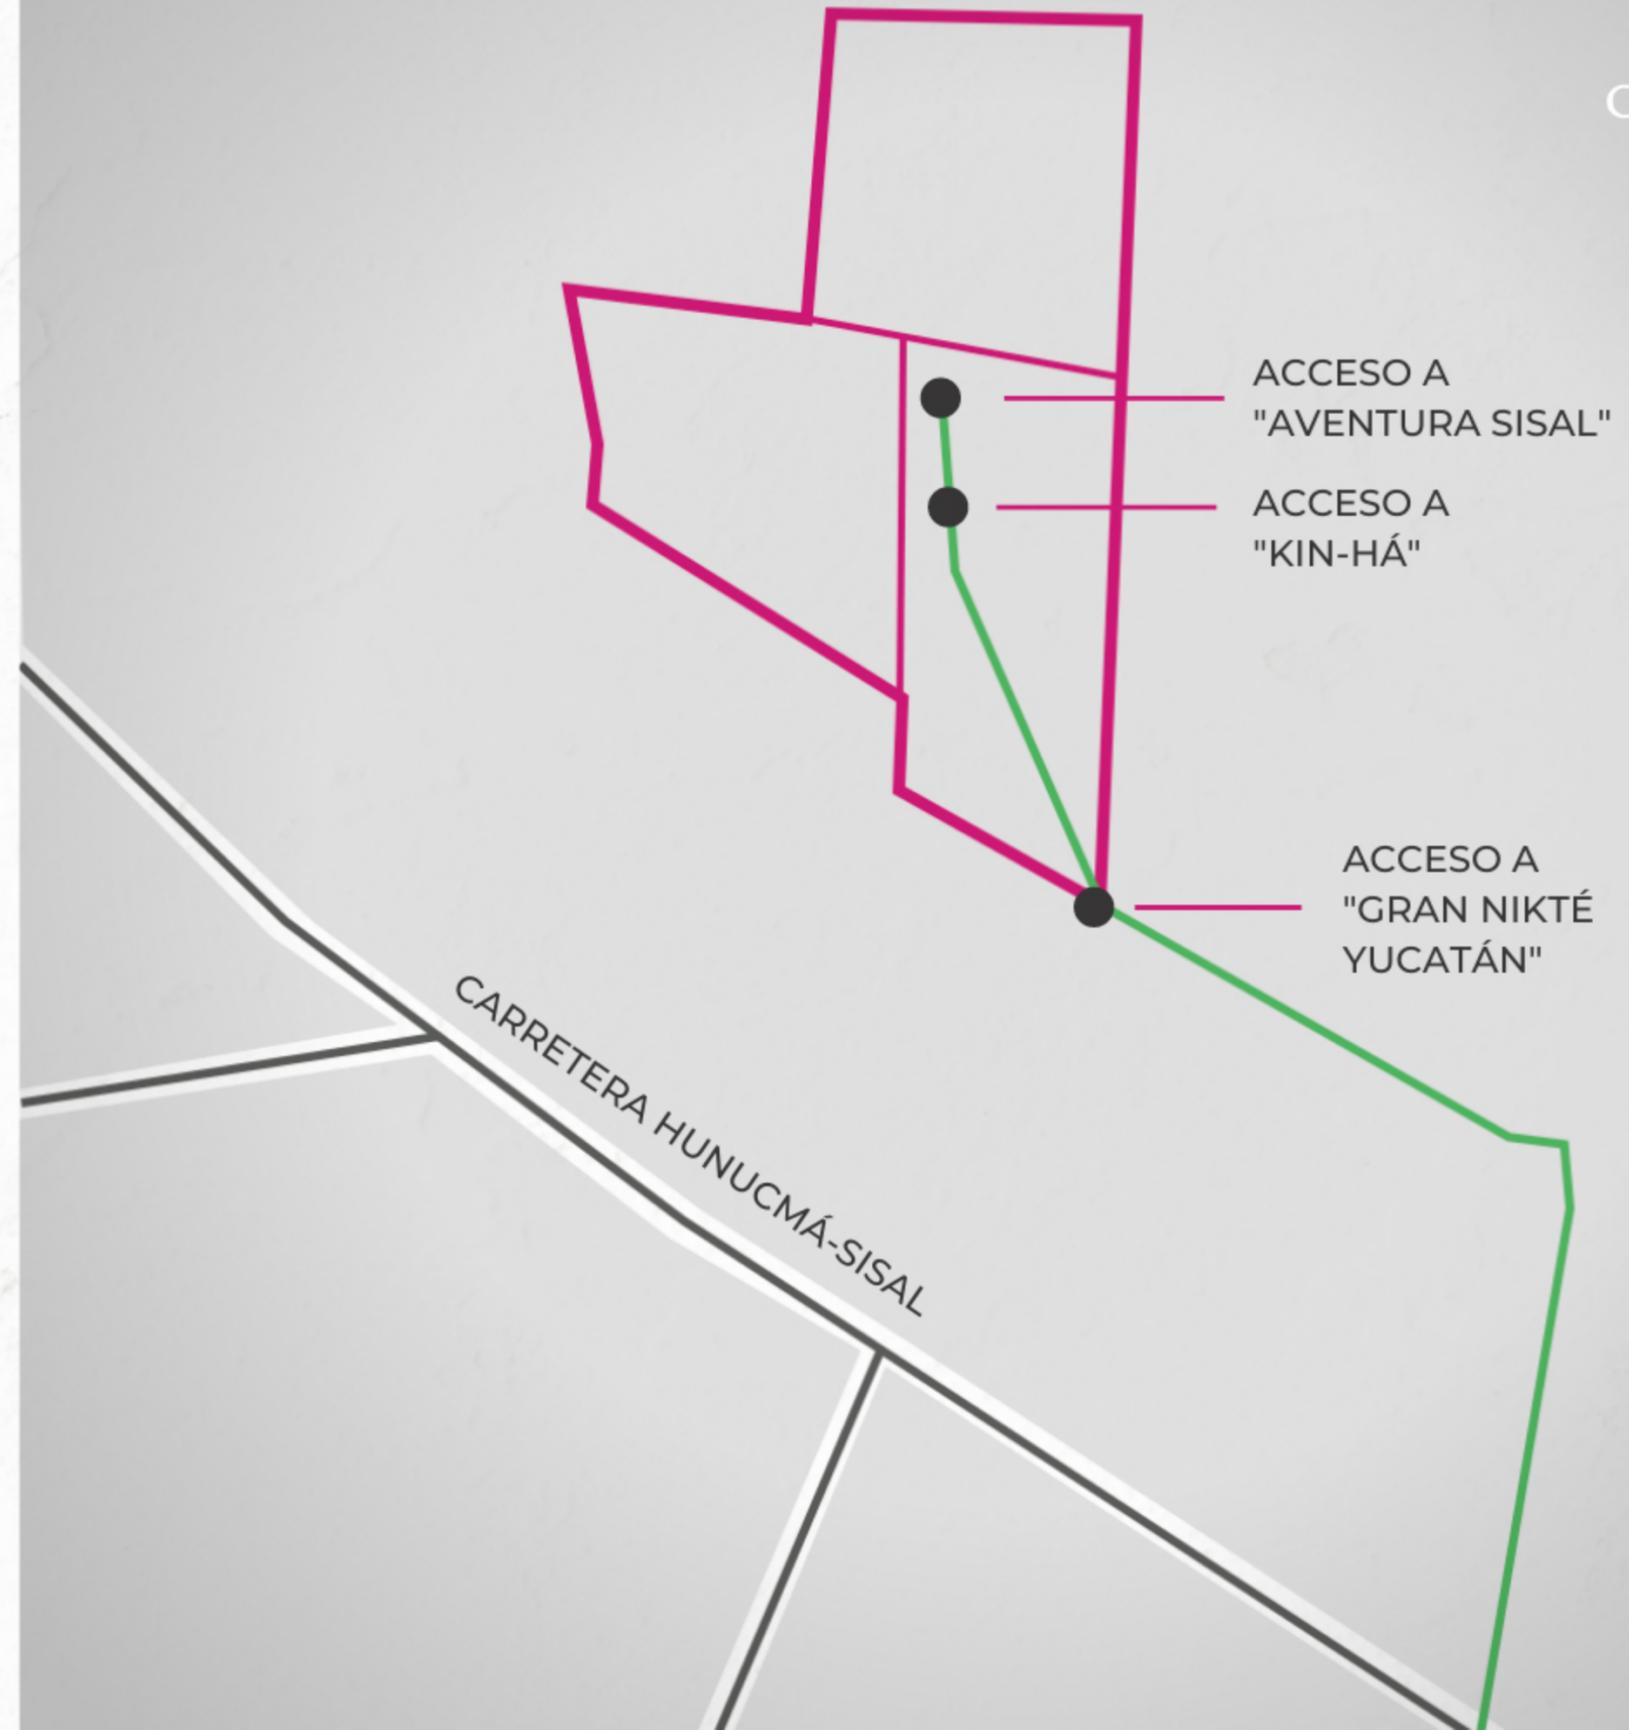 ACCESO A
"AVENTURA SISAL"
ACCESO A
"KIN-HÁ"
ACCESO A
"GRAN NIKTÉ
YUCATÁN"
CARRETERA HUNUCMÁ-SISAL